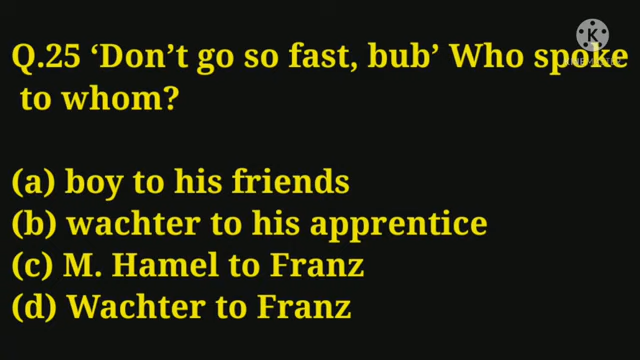 Q.25 ‘Don’t go so fast, bub’ Who spoke
to whom?
(a) boy to his friends
(b) wachter to his apprentice
(c) M. Hamel to Franz
(d) Wachter to Franz
K